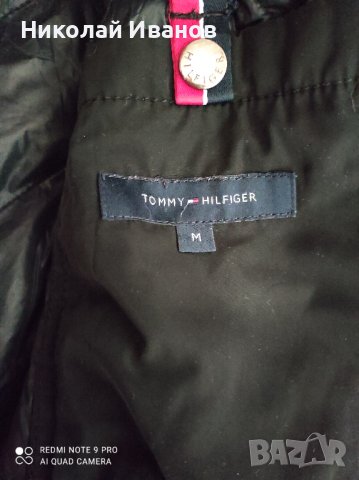 Николай Иванов
HILFIGER
TOMMY HILFIGER
M
REDMI NOTE 9 PRO
AI QUAD CAMERA
BAZAR